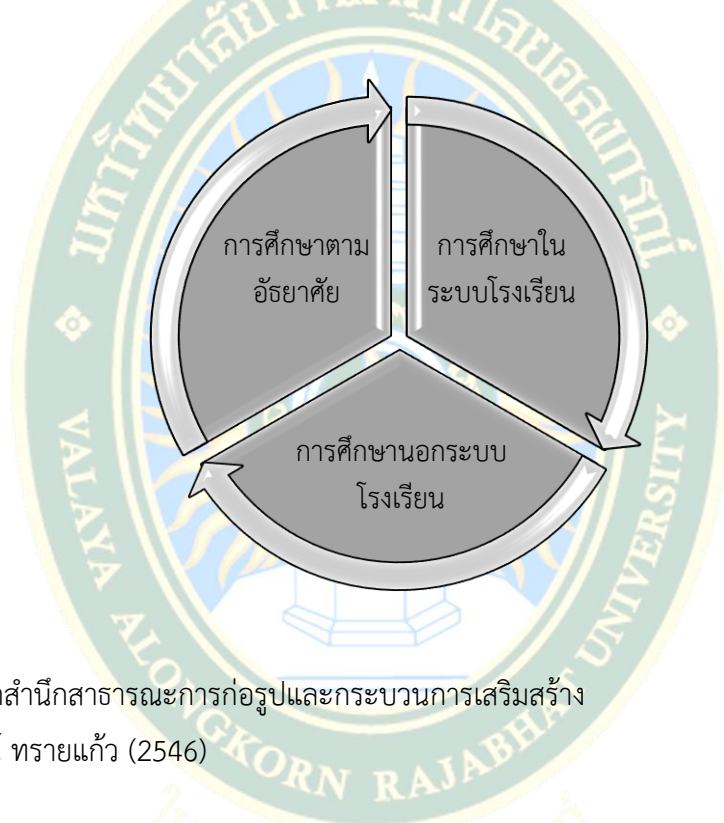 การศึกษาตาม
อัธยาศัย
การศึกษาใน
ระบบโรงเรียน
การศึกษานอกระบบ
โรงเรียน
สำนึกสาธารณะการก่อรูปและกระบวนการเสริมสร้าง
ทรายแก้ว (2546)
VALAYA ALONGKORN RAJABHAT UNIVERSITY